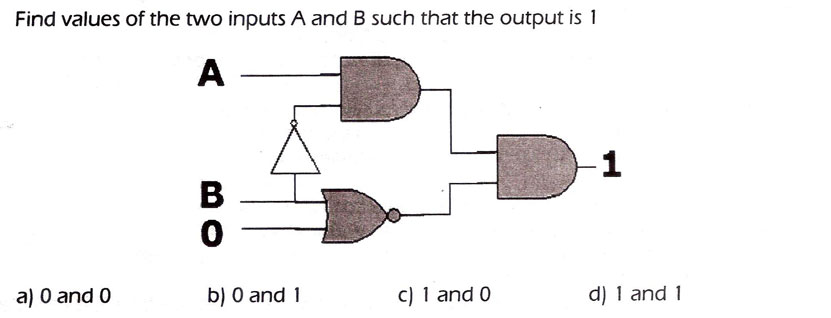 Find values of the two inputs A and B such that the output is 1
A
1
B
0
a) 0 and 0 b) 0 and 1 c) 1 and 0 d) 1 and 1